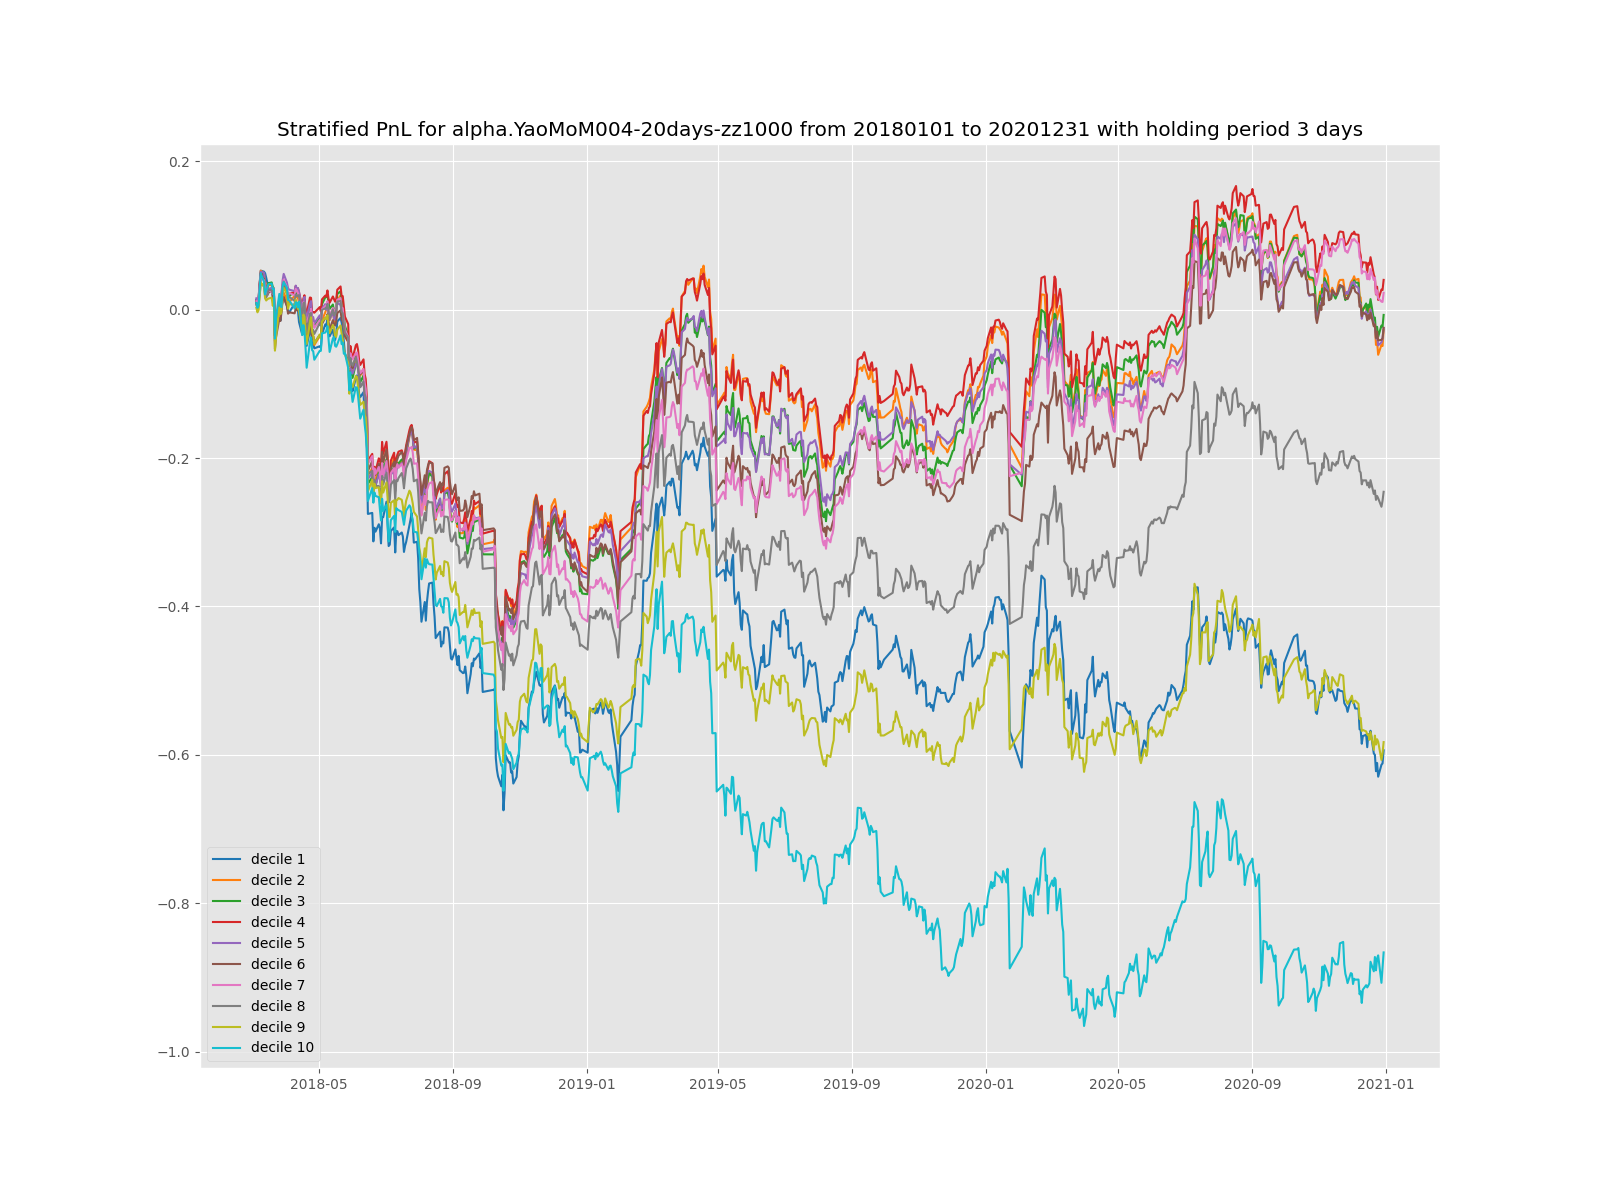 Stratified PnL for alpha.YaoMoM004-20days-zz1000 from 20180101 to 20201231 with holding period 3 days
0.2
0.0
−0.2
−0.4
−0.6
−0.8
−1.0
decile 1
decile 2
decile 3
decile 4
decile 5
decile 6
decile 7
decile 8
decile 9
decile 10
2018-05 2018-09 2019-01 2019-05 2019-09 2020-01 2020-05 2020-09 2021-01